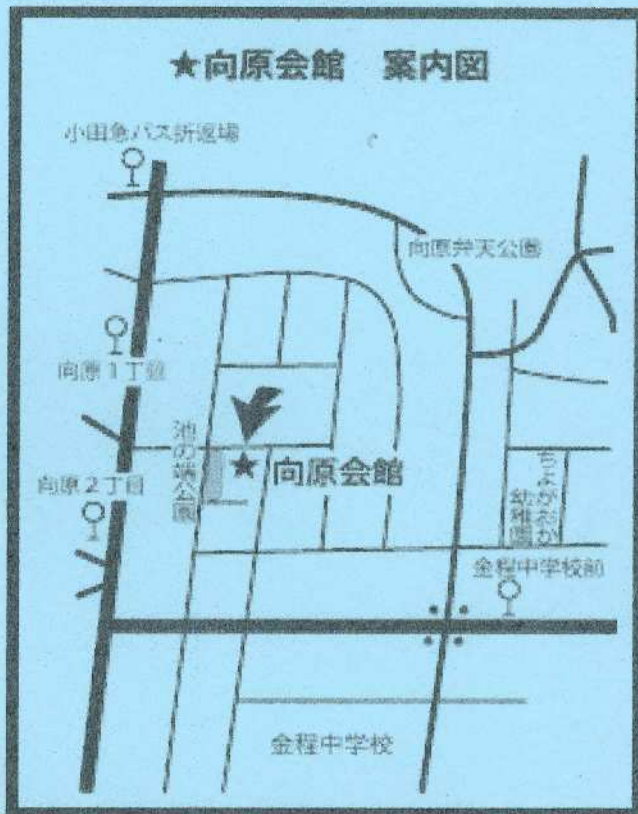 ★向原会館 案内図
小田急バス折返場
向原弁天公園
向原1丁目
池の端公園
向原2丁目
★向原会館
ちよがおか
幼稚園
金程中学校前
金程中学校